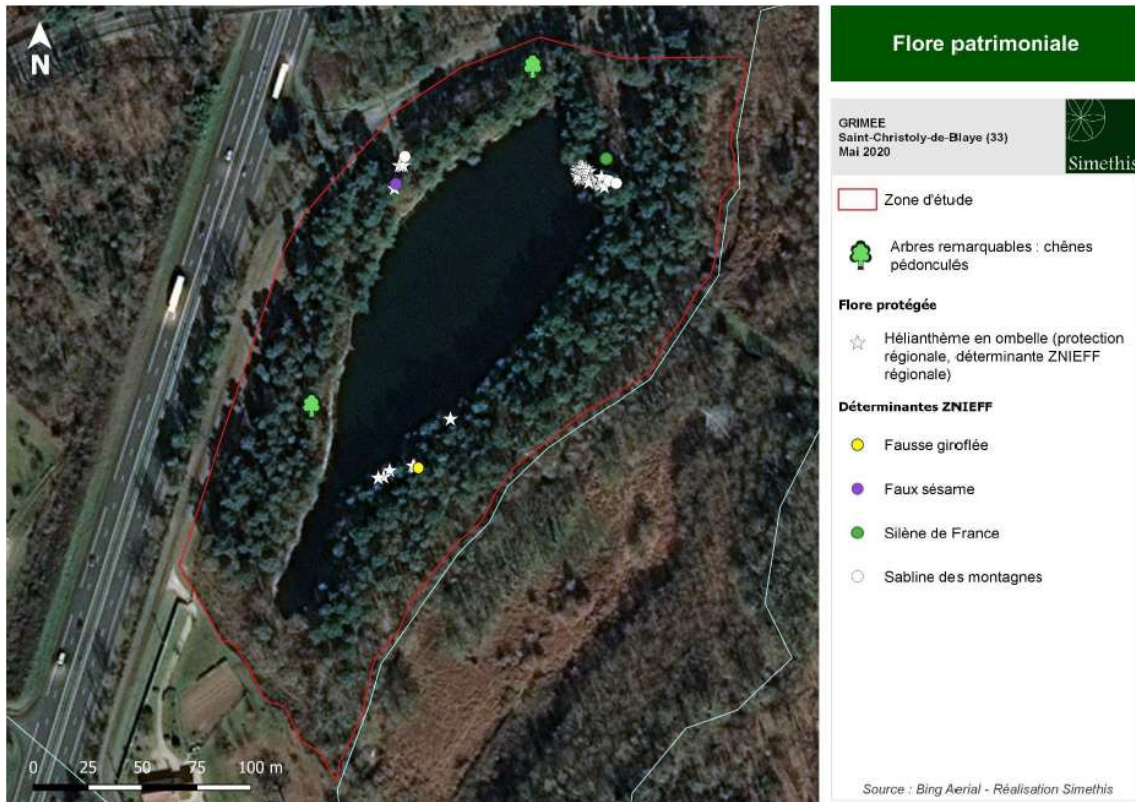 N
0 25 50 100 m
Flore patrimoniale
GRIMEE
Saint-Christoly-de-Blaye (33)
Mai 2020
Simethis
Zone d'étude
Arbres remarquables : chênes
pédonculés
Flore protégée
Hélianthème en ombelle (protection
régionale, déterminante ZNIEFF
régionale)
Déterminantes ZNIEFF
Fausse giroflée
Faux sésame
Silène de France
Sabline des montagnes
Source : Bing Aerial - Réalisation Simethis